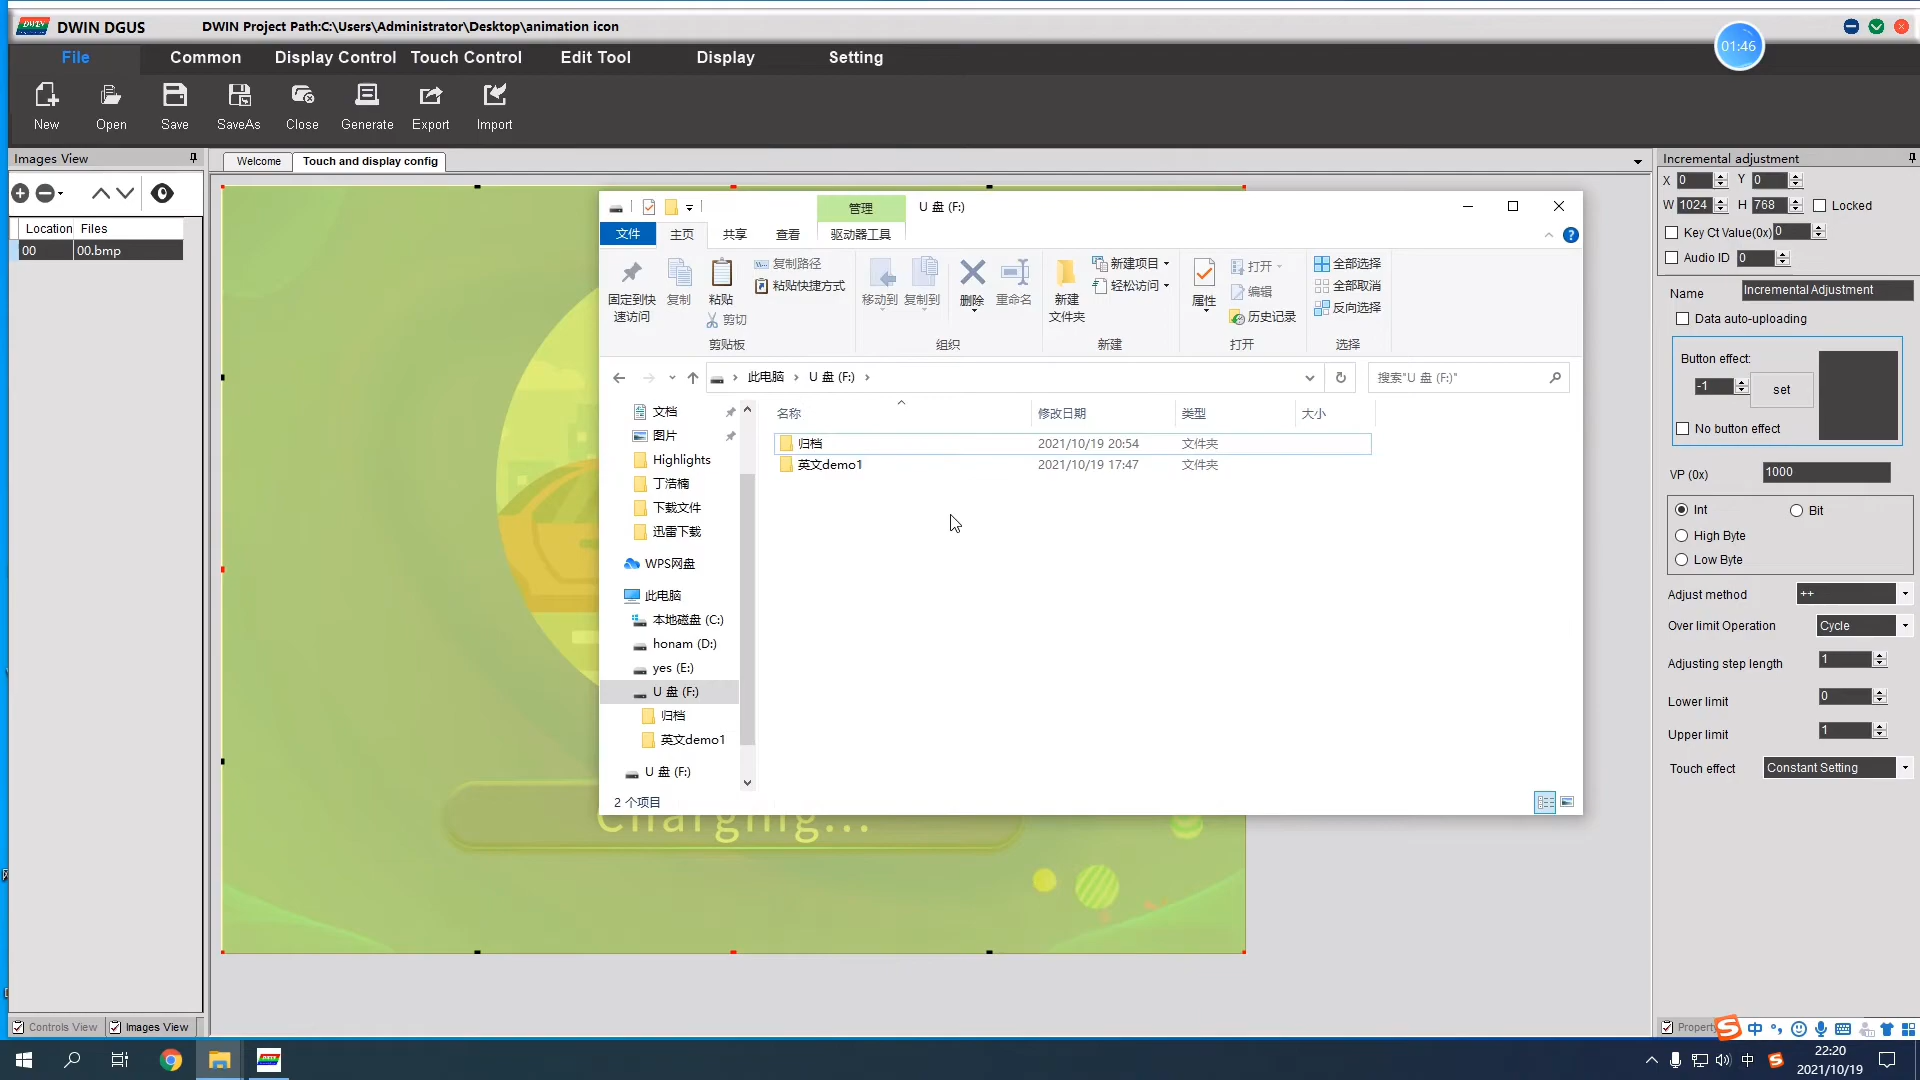 DWIN DGUS DWIN Project Path:C:\Users\Administrator\Desktop\animation icon
01:46
File Common Display Control Touch Control Edit Tool Display Setting
New Open Save SaveAs Close Generate Export Import
Images View
Location Files
00 00.bmp
Controls View Images View
Welcome Touch and display config
Charging...
管理 U 盘 (F:)
文件 主页 共享 查看 驱动器工具
固定到快
速访问
复制
粘贴
复制路径
粘贴快捷方式
剪切
剪贴板
移动到 复制到 删除 重命名
组织
新建
文件夹
新建项目
轻松访问
新建
属性
打开
编辑
历史记录
打开
全部选择
全部取消
反向选择
选择
此电脑 U 盘 (F:)
搜索"U 盘 (F:)"
文档
图片
Highlights
丁浩楠
下载文件
迅雷下载
WPS网盘
此电脑
本地磁盘 (C:)
honam (D:)
yes (E:)
U 盘 (F:)
归档
英文demo1
U 盘 (F:)
名称 修改日期 类型 大小
归档 2021/10/19 20:54 文件夹
英文demo1 2021/10/19 17:47 文件夹
2 个项目
Incremental adjustment
X 0 Y 0
W 1024 H 768 Locked
Key Ct Value(0x) 0
Audio ID 0
Name Incremental Adjustment
Data auto-uploading
Button effect:
-1 set
No button effect
VP (0x) 1000
Int Bit
High Byte
Low Byte
Adjust method ++
Over limit Operation Cycle
Adjusting step length 1
Lower limit 0
Upper limit 1
Touch effect Constant Setting
Property
中
中
22:20
2021/10/19